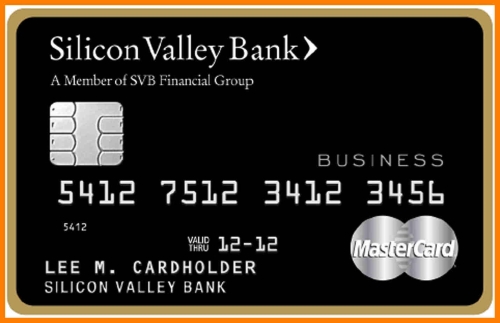 Silicon Valley Bank
A Member of SVB Financial Group
BUSINESS
5412 7512 3412 3456
5412
VALID THRU 12-12
MasterCard
LEE M. CARDHOLDER
SILICON VALLEY BANK